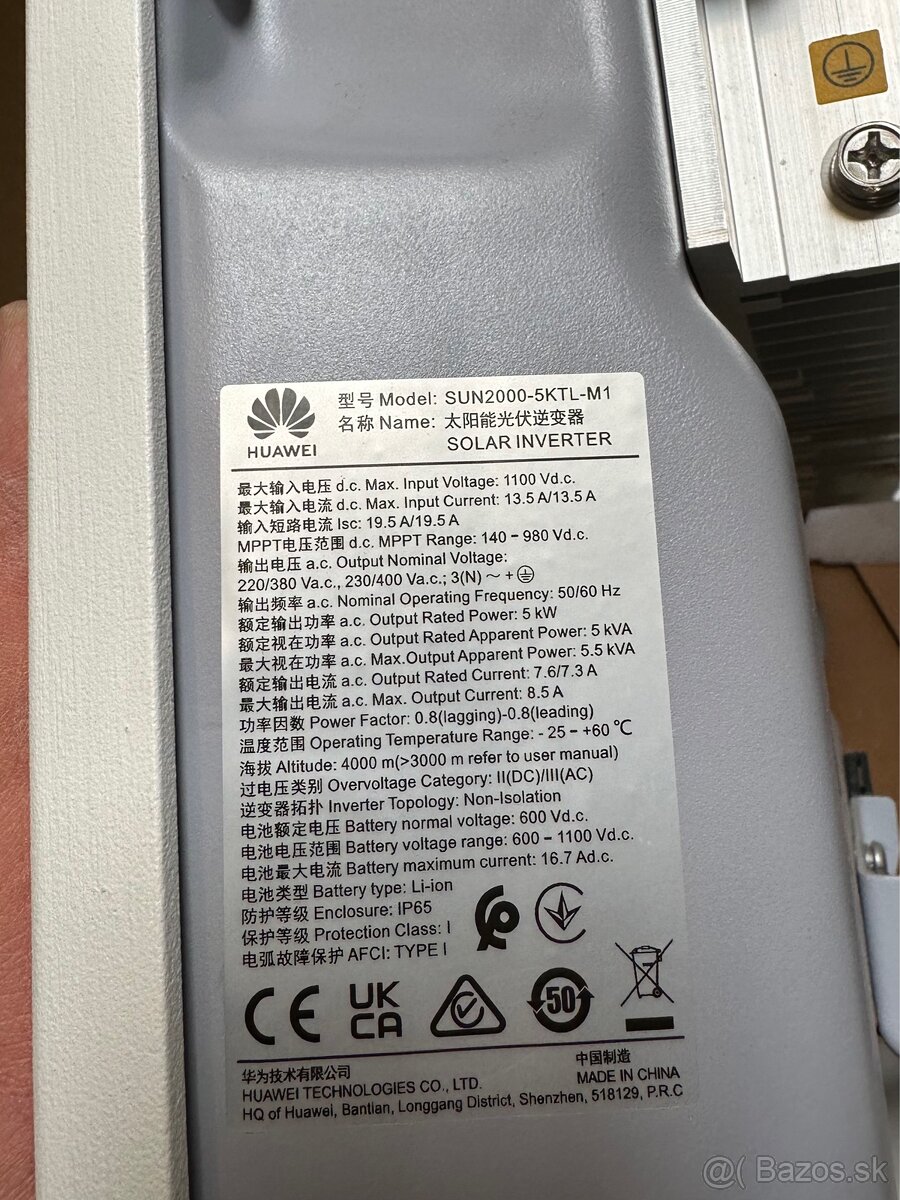 HUAWEI
型号 Model: SUN2000-5KTL-M1
名称 Name: 太阳能光伏逆变器
SOLAR INVERTER
最大输入电压 d.c. Max. Input Voltage: 1100 Vd.c.
最大输入电流 d.c. Max. Input Current: 13.5 A/13.5 A
输入短路电流 Isc: 19.5 A/19.5 A
MPPT电压范围 d.c. MPPT Range: 140 - 980 Vd.c.
输出电压 a.c. Output Nominal Voltage:
220/380 Va.c., 230/400 Va.c.; 3(N) ～ + ⏚
输出频率 a.c. Nominal Operating Frequency: 50/60 Hz
额定输出功率 a.c. Output Rated Power: 5 kW
额定视在功率 a.c. Output Rated Apparent Power: 5 kVA
最大视在功率 a.c. Max.Output Apparent Power: 5.5 kVA
额定输出电流 a.c. Output Rated Current: 7.6/7.3 A
最大输出电流 a.c. Max. Output Current: 8.5 A
功率因数 Power Factor: 0.8(lagging)-0.8(leading)
温度范围 Operating Temperature Range: - 25 - +60 ℃
海拔 Altitude: 4000 m(>3000 m refer to user manual)
过电压类别 Overvoltage Category: II(DC)/III(AC)
逆变器拓扑 Inverter Topology: Non-Isolation
电池额定电压 Battery normal voltage: 600 Vd.c.
电池电压范围 Battery voltage range: 600 - 1100 Vd.c.
电池最大电流 Battery maximum current: 16.7 Ad.c.
电池类型 Battery type: Li-ion
防护等级 Enclosure: IP65
保护等级 Protection Class: I
电弧故障保护 AFCI: TYPE I
CE UK CA 50
华为技术有限公司 中国制造
HUAWEI TECHNOLOGIES CO., LTD. MADE IN CHINA
HQ of Huawei, Bantian, Longgang District, Shenzhen, 518129, P.R.C
@( Bazos.sk